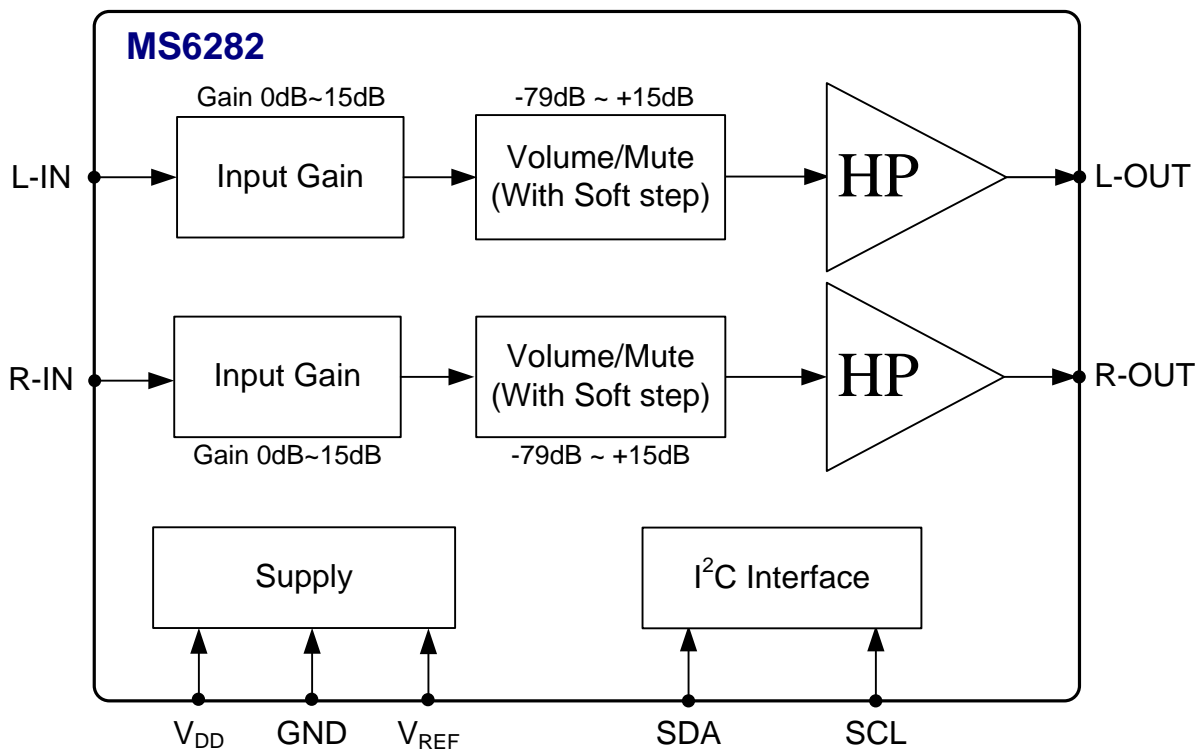 MS6282
Gain 0dB~15dB
-79dB ~ +15dB
L-IN
Input Gain
Volume/Mute
(With Soft step)
HP
L-OUT
R-IN
Input Gain
Volume/Mute
(With Soft step)
HP
R-OUT
Gain 0dB~15dB
-79dB ~ +15dB
Supply
I²C Interface
VDD
GND
VREF
SDA
SCL